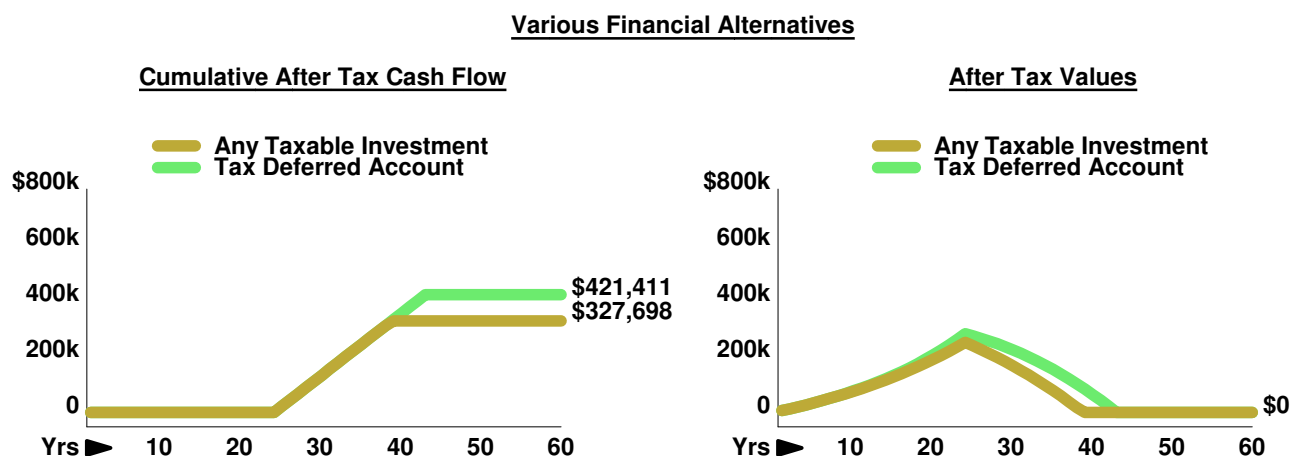 Various Financial Alternatives
Cumulative After Tax Cash Flow
Any Taxable Investment
Tax Deferred Account
$800k
600k
400k
200k
0
$421,411
$327,698
Yrs 10 20 30 40 50 60
After Tax Values
Any Taxable Investment
Tax Deferred Account
$800k
600k
400k
200k
0
$0
Yrs 10 20 30 40 50 60